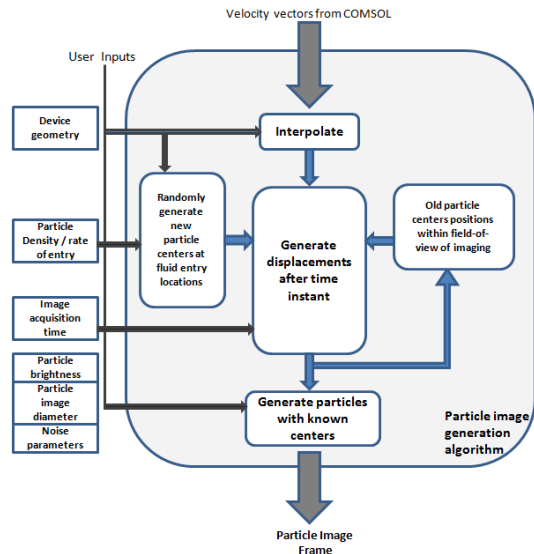 Velocity vectors from COMSOL
User Inputs
Device
geometry
Interpolate
Randomly
generate
new
particle
centers at
fluid entry
locations
Particle
Density / rate
of entry
Generate
displacements
after time
instant
Old particle
centers positions
within field-of-
view of imaging
Image
acquisition
time
Particle
brightness
Particle
image
diameter
Noise
parameters
Generate particles
with known
centers
Particle image
generation
algorithm
Particle Image
Frame